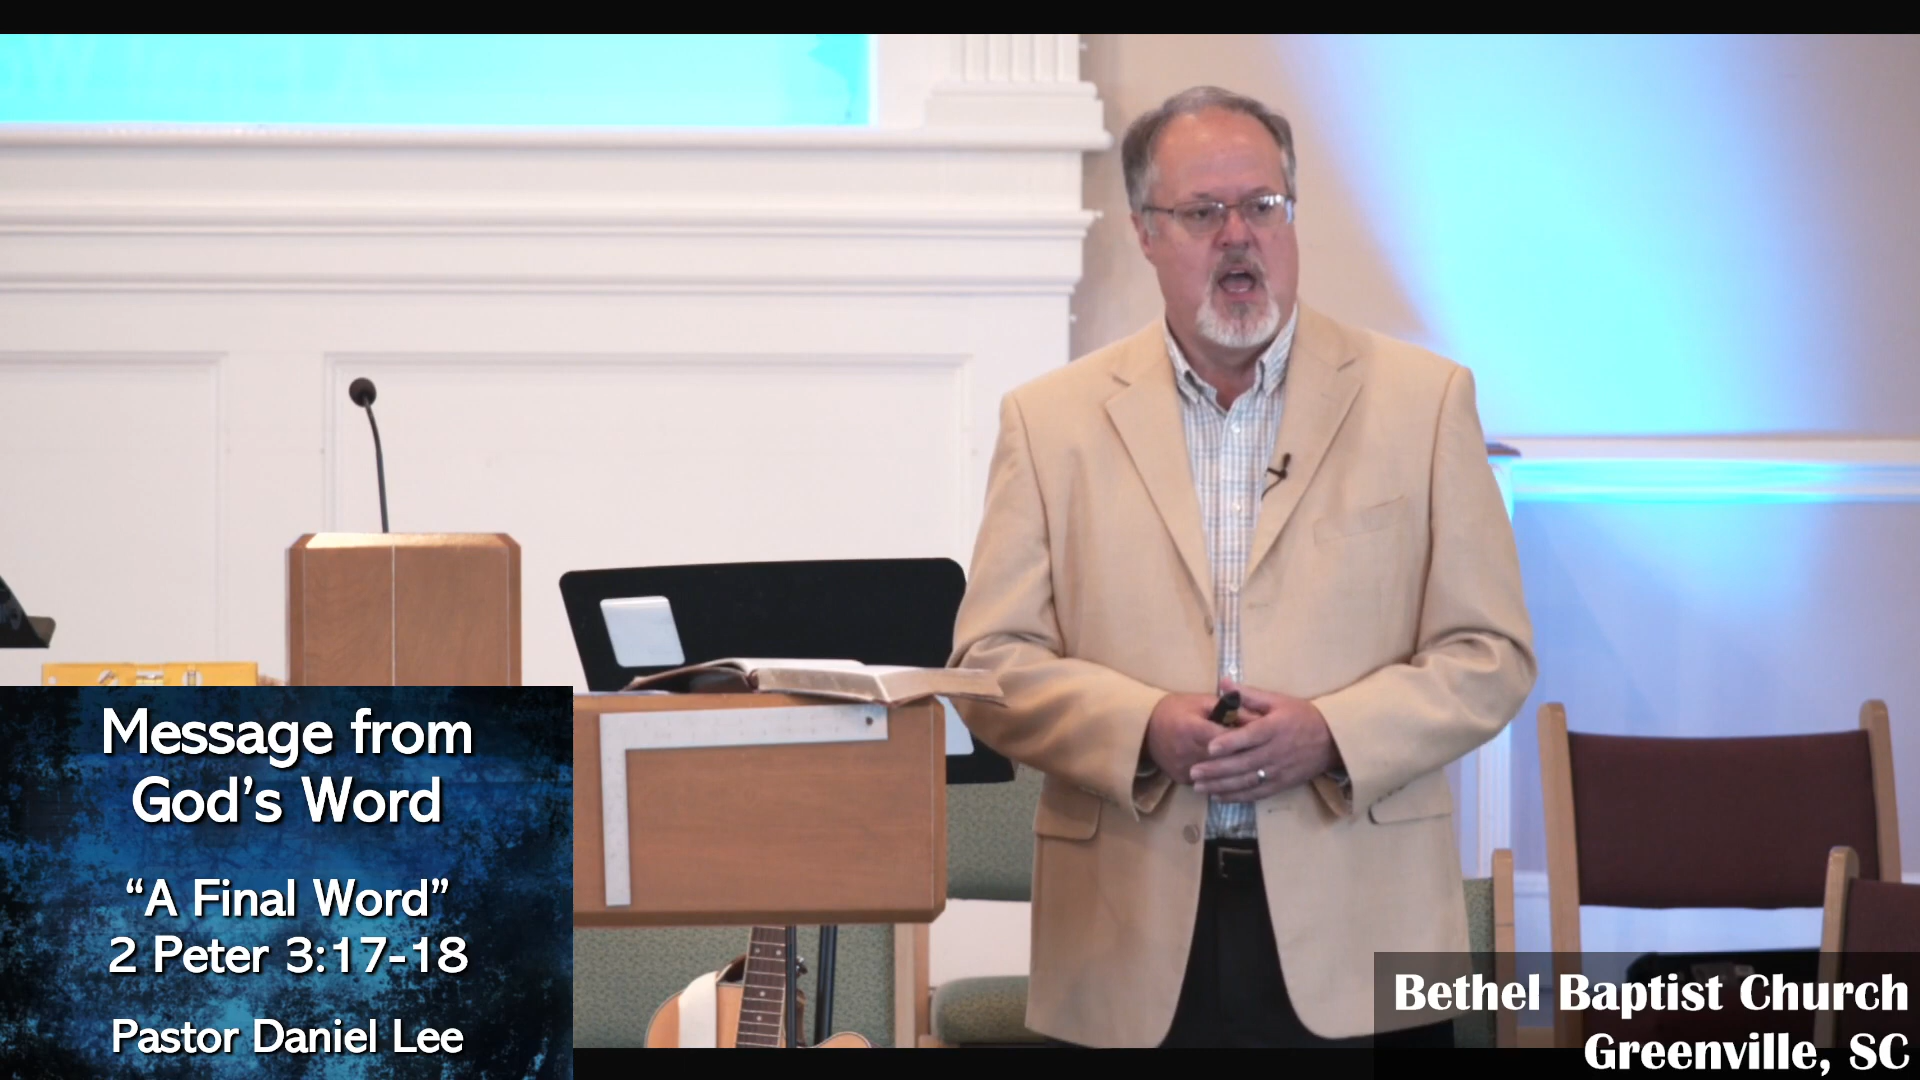 Message from
God's Word
“A Final Word”
2 Peter 3:17-18
Pastor Daniel Lee
Bethel Baptist Church
Greenville, SC